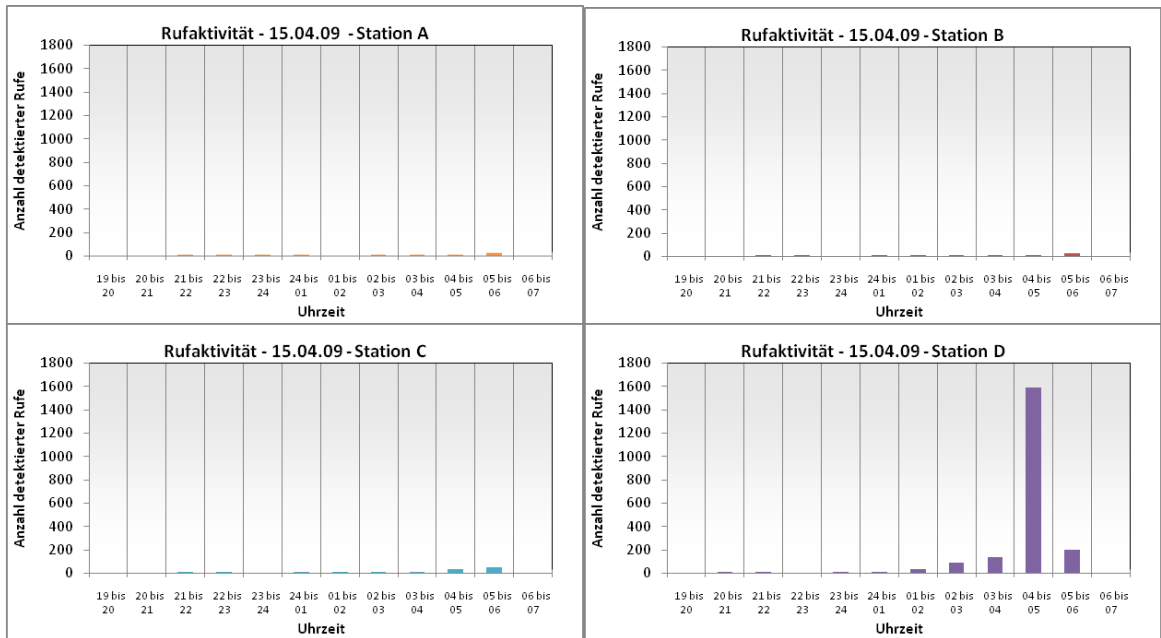 Rufaktivität - 15.04.09 - Station A
Anzahl detektierter Rufe
1800
1600
1400
1200
1000
800
600
400
200
0
19 bis 20 21 bis
20 bis 21
21 bis 22
22 bis 23
23 bis 24
24 bis 01
01 bis 02
02 bis 03
03 bis 04
04 bis 05
05 bis 06
06 bis 07
Uhrzeit
Rufaktivität - 15.04.09 - Station B
Anzahl detektierter Rufe
1800
1600
1400
1200
1000
800
600
400
200
0
19 bis 20 bis 21 bis 22 bis 23 bis 24 bis 01 bis 02 bis 03 bis 04 bis 05 bis 06 bis
20 21 22 23 24 01 02 03 04 05 06 07
Uhrzeit
Rufaktivität - 15.04.09 - Station C
Anzahl detektierter Rufe
1800
1600
1400
1200
1000
800
600
400
200
0
19 bis 20 bis 21 bis 22 bis 23 bis 24 bis 01 bis 02 bis 03 bis 04 bis 05 bis 06 bis
20 21 22 23 24 01 02 03 04 05 06 07
Uhrzeit
Rufaktivität - 15.04.09 - Station D
Anzahl detektierter Rufe
1800
1600
1400
1200
1000
800
600
400
200
0
19 bis 20 bis 21 bis 22 bis 23 bis 24 bis 01 bis 02 bis 03 bis 04 bis 05 bis 06 bis
20 21 22 23 24 01 02 03 04 05 06 07
Uhrzeit